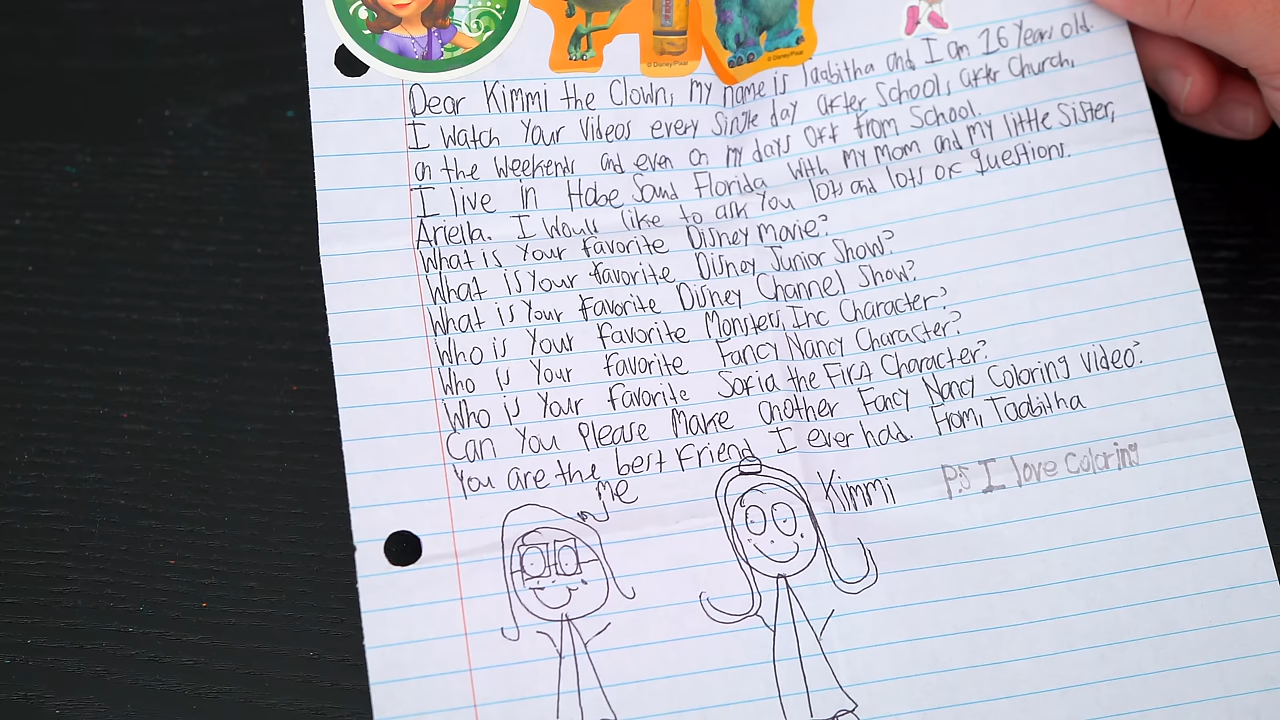 © Disney/Pixar
© Disney/Pixar
Dear Kimmi the Clown, my name is Taabitha and I am 16 Year old.
I Watch Your Videos every Single day after School, after Church,
on the Weekends and even on my days Off from School.
I live in Hobe Sound Florida With my Mom and my little Sister,
Ariella. I Would like to ask You lots and lots of questions.
What is Your favorite Disney Movie?
What is Your favorite Disney Junior Show?
What is Your favorite Disney Channel Show?
Who is Your favorite Monsters, Inc Character?
Who is Your favorite Fancy Nancy Character?
Who is Your favorite Sofia the First Character?
Can You Please Make another Fancy Nancy Coloring Video?
You are the best Friend I ever had. From, Taabitha
Me
Kimmi
P.S I love Coloring